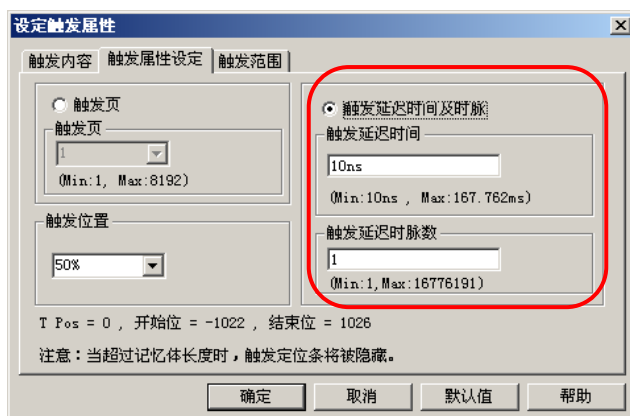 设定触发属性
触发内容 触发属性设定 触发范围
触发页
触发页
1
(Min:1, Max:8192)
触发位置
50%
触发延迟时间及时脉
触发延迟时间
10ns
(Min:10ns , Max:167.762ms)
触发延迟时脉数
1
(Min:1,Max:16776191)
T Pos = 0 , 开始位 = -1022 , 结束位 = 1026
注意：当超过记忆体长度时，触发定位条将被隐藏。
确定 取消 默认值 帮助